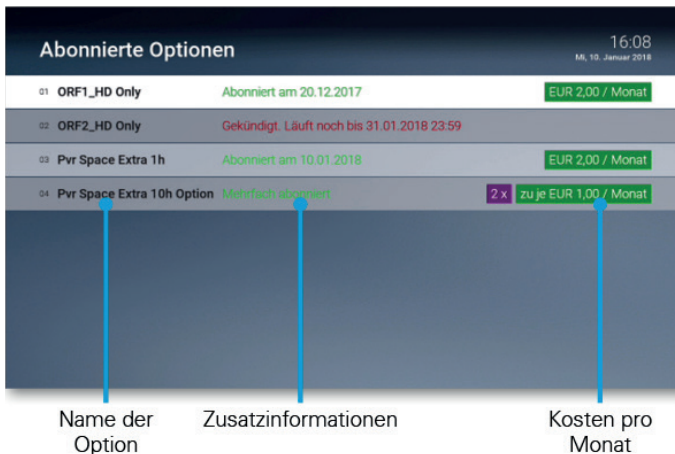 Abonnierte Optionen
16:08
Mi, 10. Januar 2018
01 ORF1_HD Only Abonniert am 20.12.2017 EUR 2,00 / Monat
02 ORF2_HD Only Gekündigt. Läuft noch bis 31.01.2018 23:59
03 Pvr Space Extra 1h Abonniert am 10.01.2018 EUR 2,00 / Monat
04 Pvr Space Extra 10h Option Mehrfach abonniert 2 x zu je EUR 1,00 / Monat
Name der Option
Zusatzinformationen
Kosten pro Monat